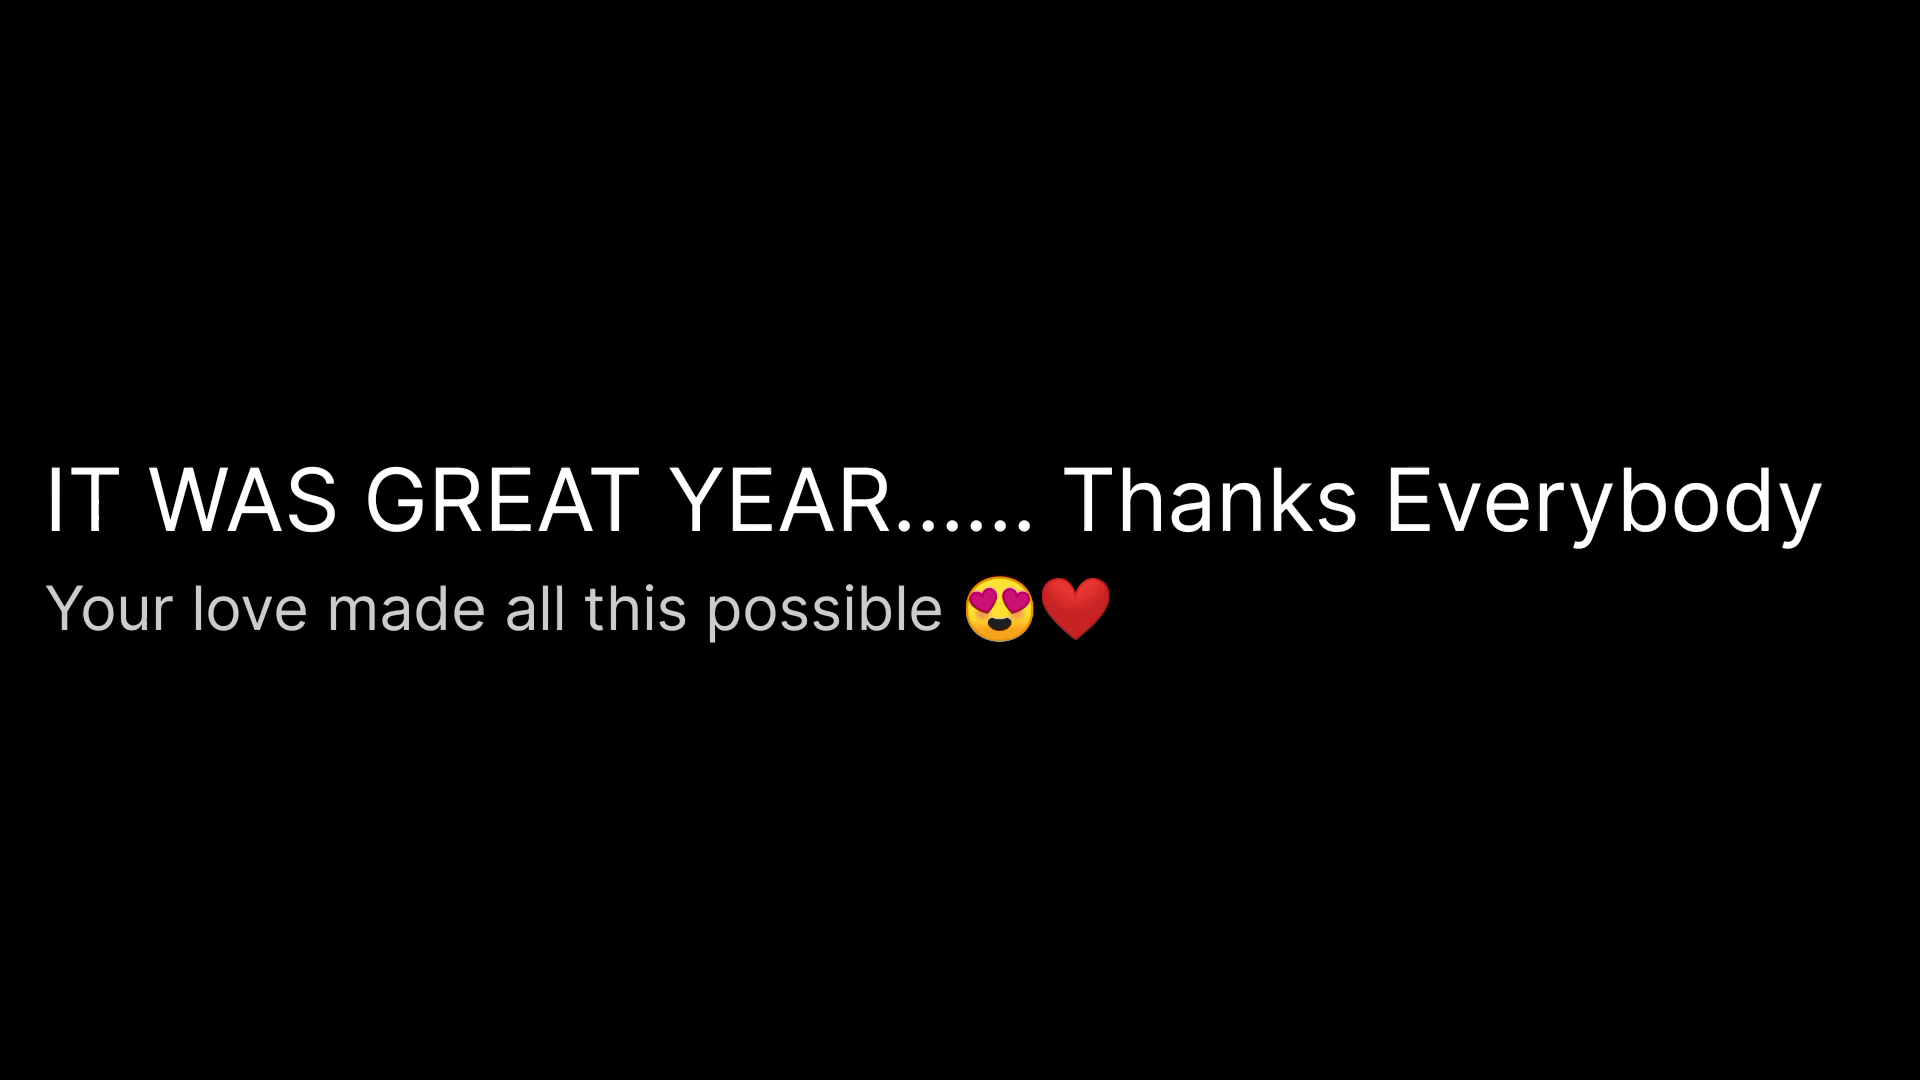 IT WAS GREAT YEAR...... Thanks Everybody
Your love made all this possible 😍❤️